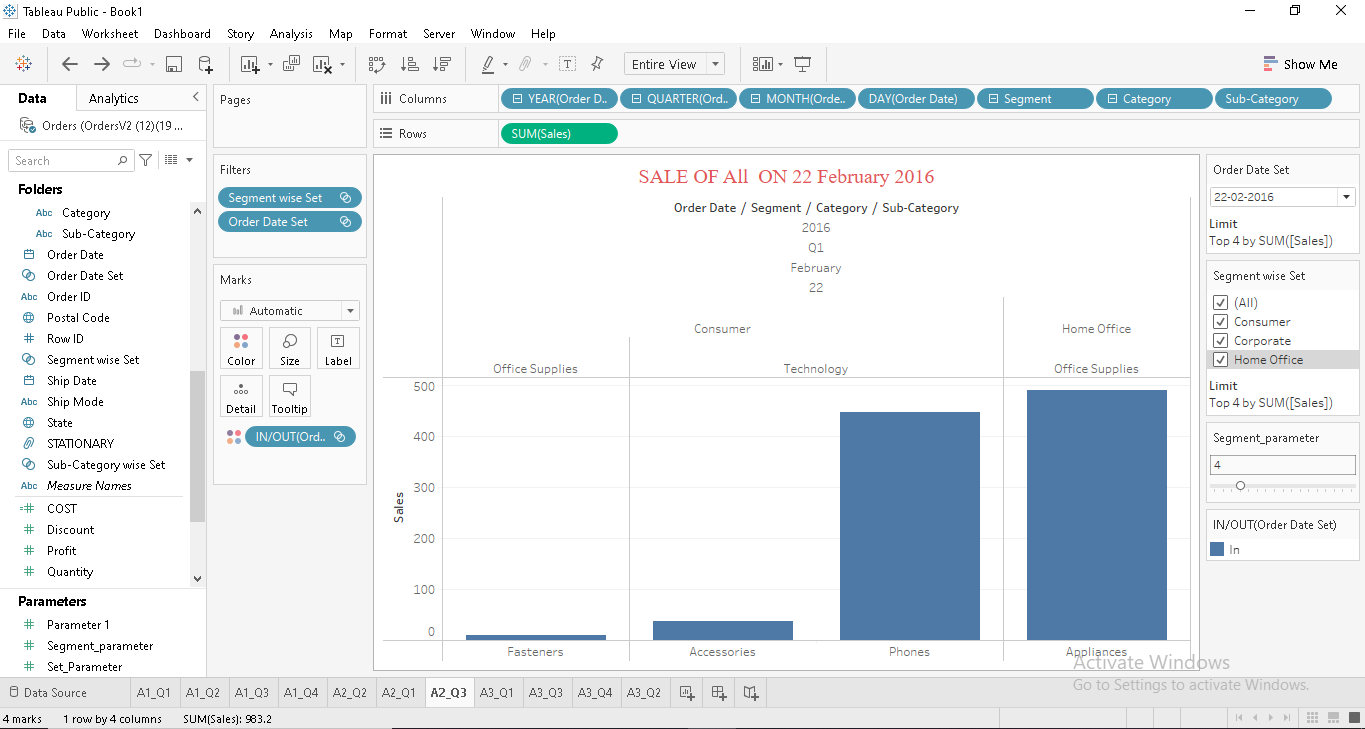 Tableau Public - Book1
File Data Worksheet Dashboard Story Analysis Map Format Server Window Help
Entire View
Show Me
Data Analytics
Orders (OrdersV2 (12)(19 ...
Search
Folders
Abc Category
Abc Sub-Category
Order Date
Order Date Set
Abc Order ID
Postal Code
# Row ID
Segment wise Set
Ship Date
Abc Ship Mode
State
STATIONARY
Sub-Category wise Set
Abc Measure Names
=# COST
# Discount
# Profit
# Quantity
Parameters
# Parameter 1
# Segment_parameter
# Set_Parameter
Pages
Filters
Segment wise Set
Order Date Set
Marks
Automatic
Color Size Label
Detail Tooltip
IN/OUT(Ord..
Columns YEAR(Order D.. QUARTER(Ord.. MONTH(Orde.. DAY(Order Date) Segment Category Sub-Category
Rows SUM(Sales)
SALE OF All ON 22 February 2016
Order Date / Segment / Category / Sub-Category
2016
Q1
February
22
Consumer Home Office
Office Supplies Technology Office Supplies
500
400
300
200
100
0
Sales
Fasteners Accessories Phones Appliances
Order Date Set
22-02-2016
Limit
Top 4 by SUM([Sales])
Segment wise Set
(All)
Consumer
Corporate
Home Office
Limit
Top 4 by SUM([Sales])
Segment_parameter
4
IN/OUT(Order Date Set)
In
Activate Windows
Go to Settings to activate Windows.
Data Source A1_Q1 A1_Q2 A1_Q3 A1_Q4 A2_Q2 A2_Q1 A2_Q3 A3_Q1 A3_Q3 A3_Q4 A3_Q2
4 marks 1 row by 4 columns SUM(Sales): 983.2